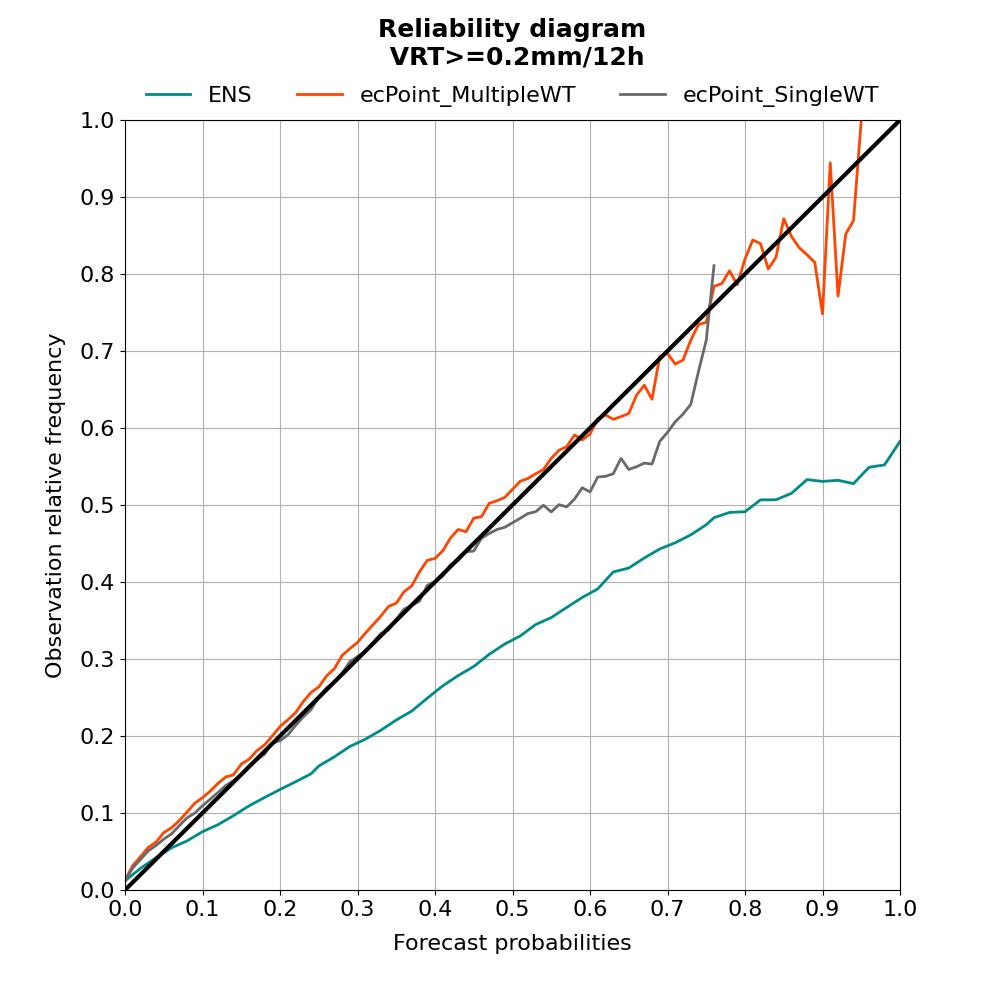 Reliability diagram
VRT>=0.2mm/12h
ENS ecPoint_MultipleWT ecPoint_SingleWT
1.0
0.9
0.8
0.7
0.6
0.5
0.4
0.3
0.2
0.1
0.0
Observation relative frequency
0.0 0.1 0.2 0.3 0.4 0.5 0.6 0.7 0.8 0.9 1.0
Forecast probabilities